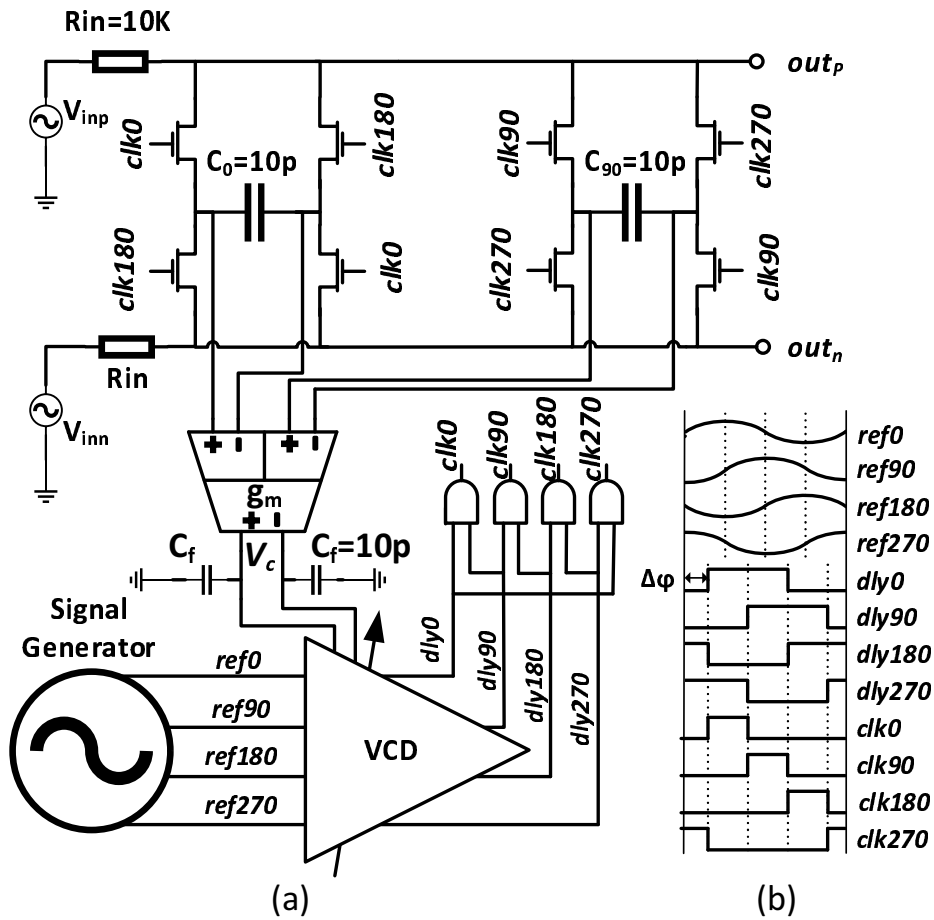 Rin=10K
outP
Vinp
clk0
clk180
clk90
clk270
C0=10p
C90=10p
clk180
clk0
clk270
clk90
outn
Rin
Vinn
+ - + -
gm
+ -
Cf
Vc
Cf=10p
clk0
clk90
clk180
clk270
Signal
Generator
ref0
ref90
ref180
ref270
VCD
dly0
dly90
dly180
dly270
(a)
ref0
ref90
ref180
ref270
Δφ
dly0
dly90
dly180
dly270
clk0
clk90
clk180
clk270
(b)